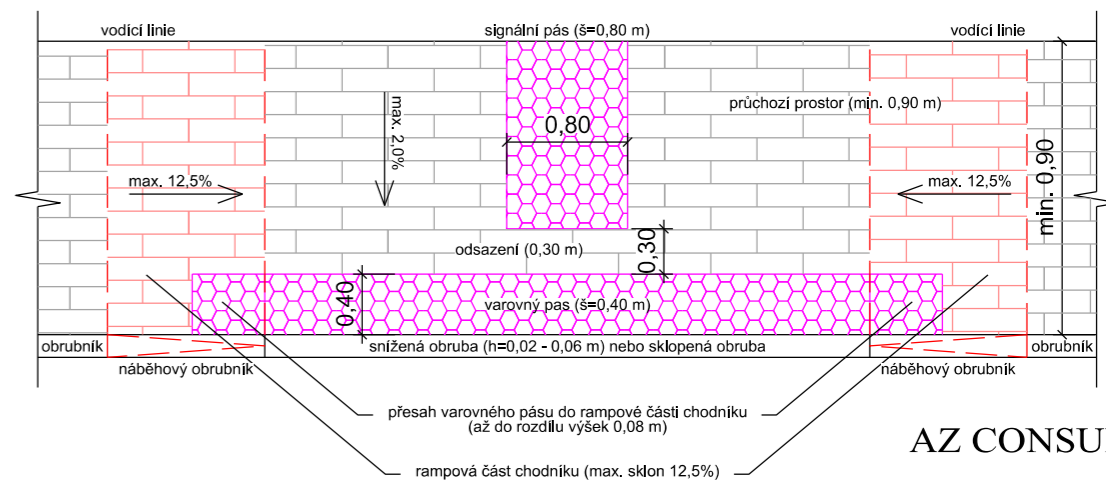 vodící linie
signální pás (š=0,80 m)
vodící linie
průchozí prostor (min. 0,90 m)
max. 2,0%
0,80
max. 12,5%
max. 12,5%
min. 0,90
odsazení (0,30 m)
0,30
0,40
varovný pas (š=0,40 m)
obrubník
snížená obruba (h=0,02 - 0,06 m) nebo sklopená obruba
obrubník
náběhový obrubník
náběhový obrubník
přesah varovného pásu do rampové části chodníku
(až do rozdílu výšek 0,08 m)
AZ CONSU
rampová část chodníku (max. sklon 12,5%)